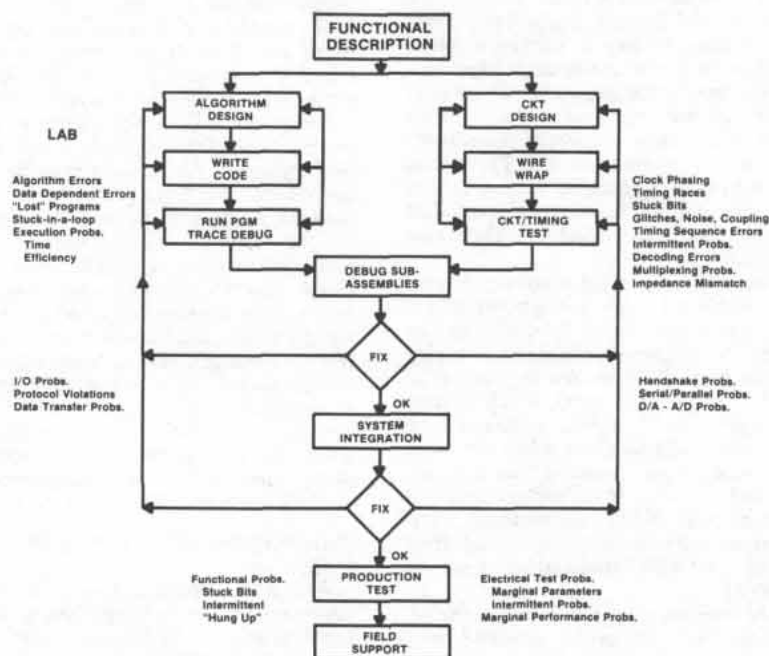 FUNCTIONAL
DESCRIPTION
ALGORITHM
DESIGN
CKT
DESIGN
LAB
WRITE
CODE
WIRE
WRAP
Algorithm Errors
Data Dependent Errors
"Lost" Programs
Stuck-in-a-loop
Execution Probs.
Time
Efficiency
RUN PGM
TRACE DEBUG
CKT/TIMING
TEST
Clock Phasing
Timing Races
Stuck Bits
Glitches, Noise, Coupling
Timing Sequence Errors
Intermittent Probs.
Decoding Errors
Multiplexing Probs.
Impedance Mismatch
DEBUG SUB-
ASSEMBLIES
FIX
I/O Probs.
Protocol Violations
Data Transfer Probs.
Handshake Probs.
Serial/Parallel Probs.
D/A - A/D Probs.
OK
SYSTEM
INTEGRATION
FIX
OK
Functional Probs.
Stuck Bits
Intermittent
"Hung Up"
PRODUCTION
TEST
Electrical Test Probs.
Marginal Parameters
Intermittent Probs.
Marginal Performance Probs.
FIELD
SUPPORT